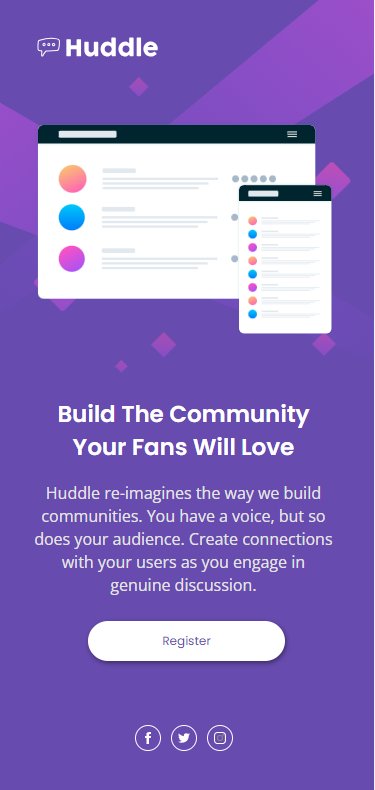 Huddle
Build The Community
Your Fans Will Love
Huddle re-imagines the way we build
communities. You have a voice, but so
does your audience. Create connections
with your users as you engage in
genuine discussion.
Register